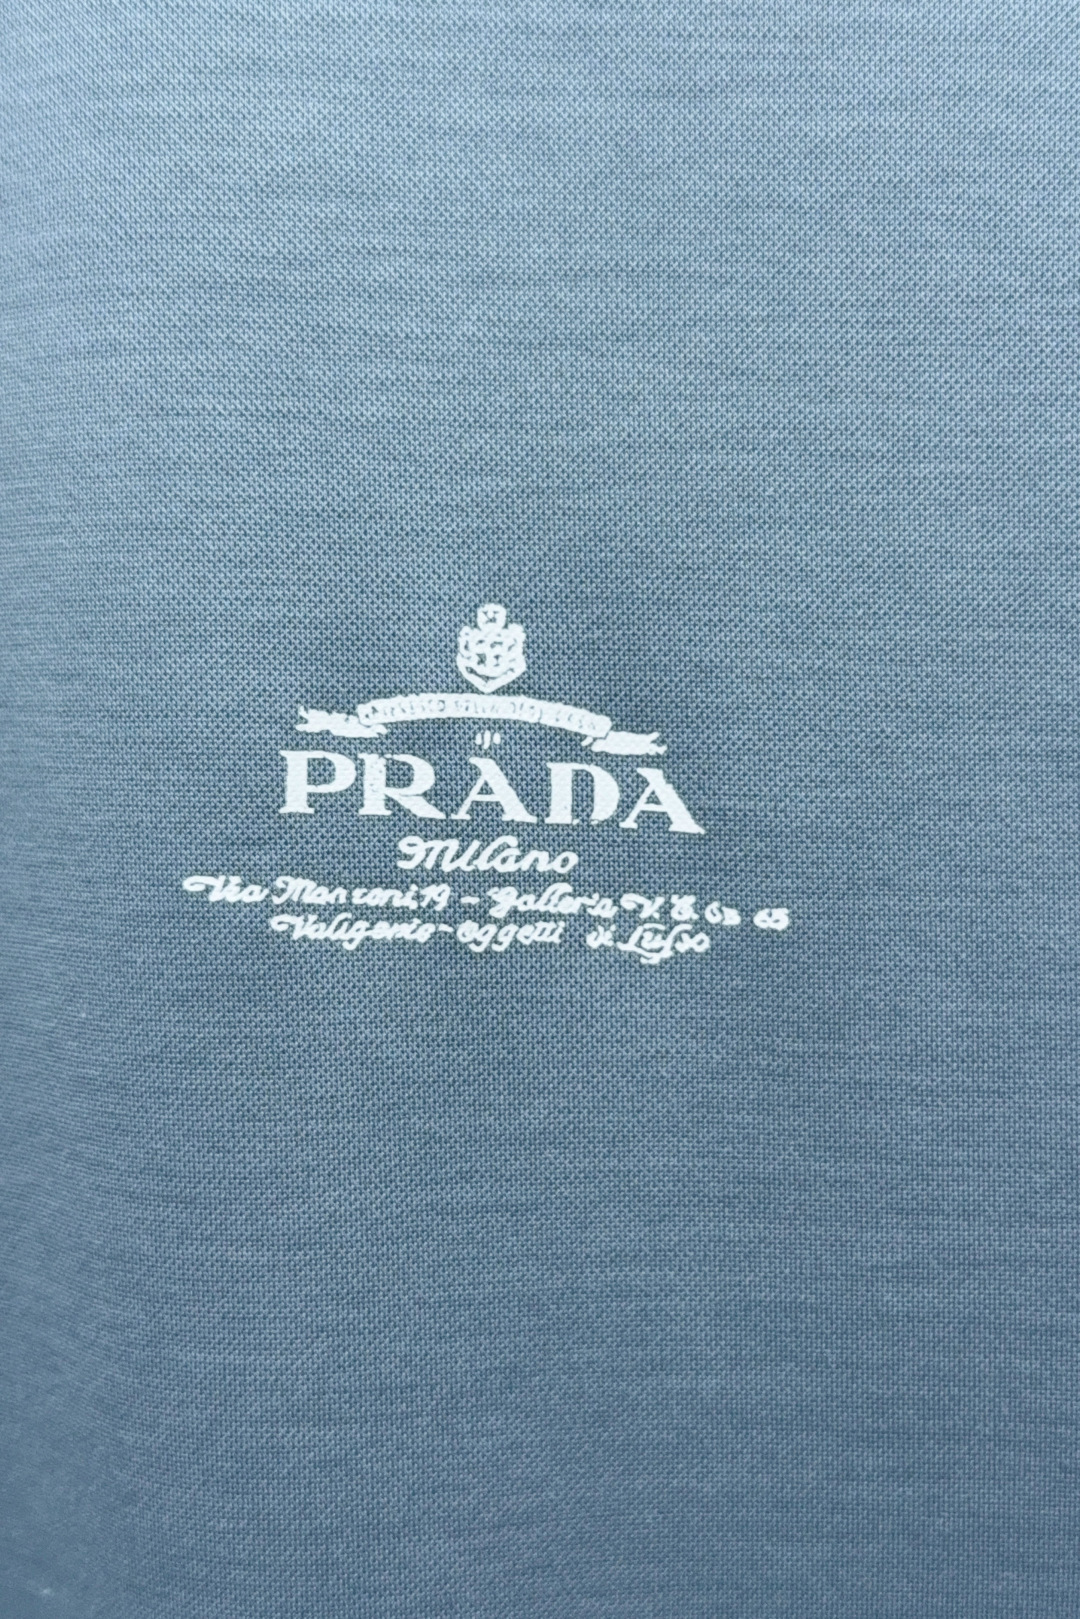 PRADA
Milano
Via Manzoni, 19 - Galleria V. E. 63 65
Valigerie - oggetti di Lusso